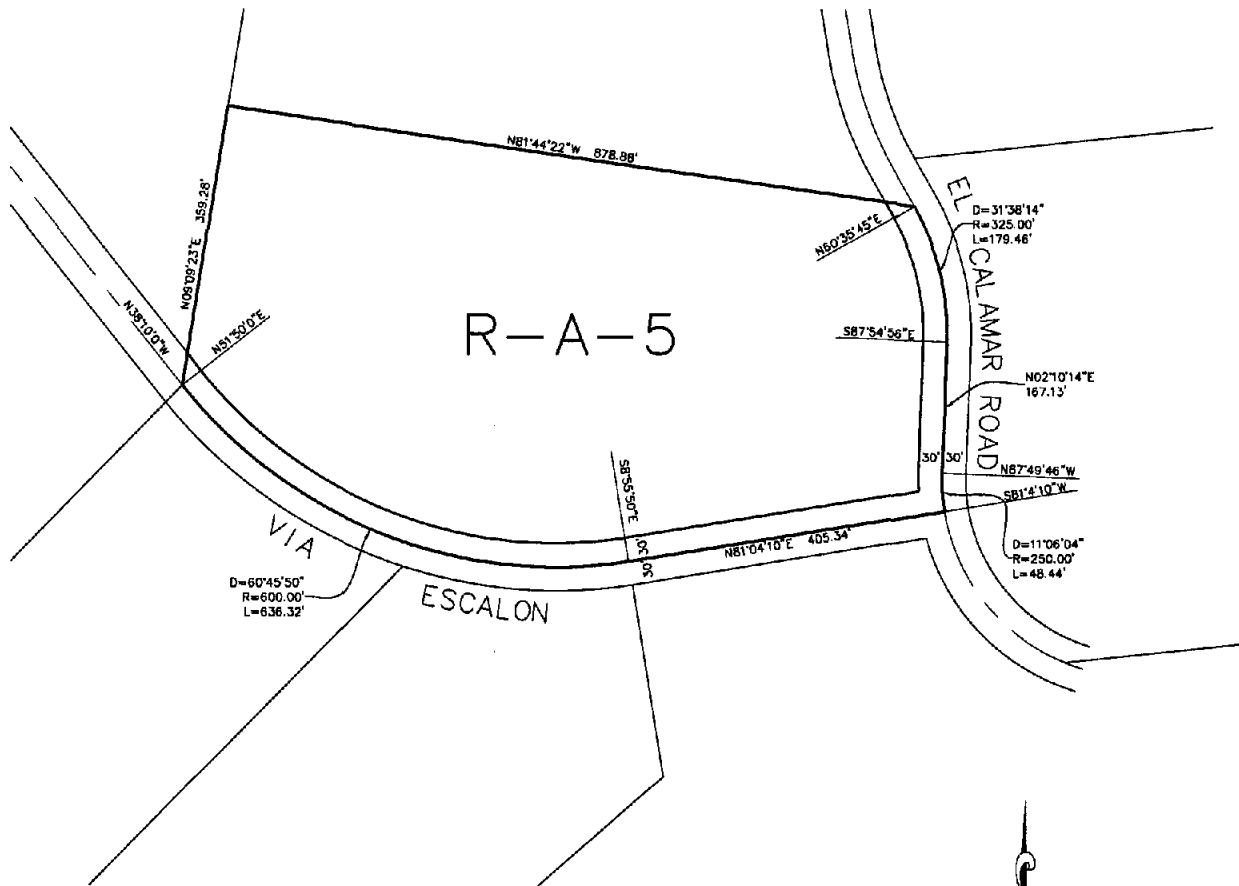 N81°44'22"W 878.88'
EL CALAMAR ROAD
D=31°38'14"
R=325.00'
L=179.46'
N60°35'45"E
N09°09'23"E 359.28'
N38°10'0"W
N51°50'0"E
R-A-5
S87°54'56"E
N02°10'14"E
167.13'
30' 30'
N87°49'46"W
S81°4'10"W
S8°55'50"E
30'
30'
N81°04'10"E 405.34'
D=11°06'04"
R=250.00'
L=48.44'
VIA ESCALON
D=60°45'50"
R=600.00'
L=636.32'